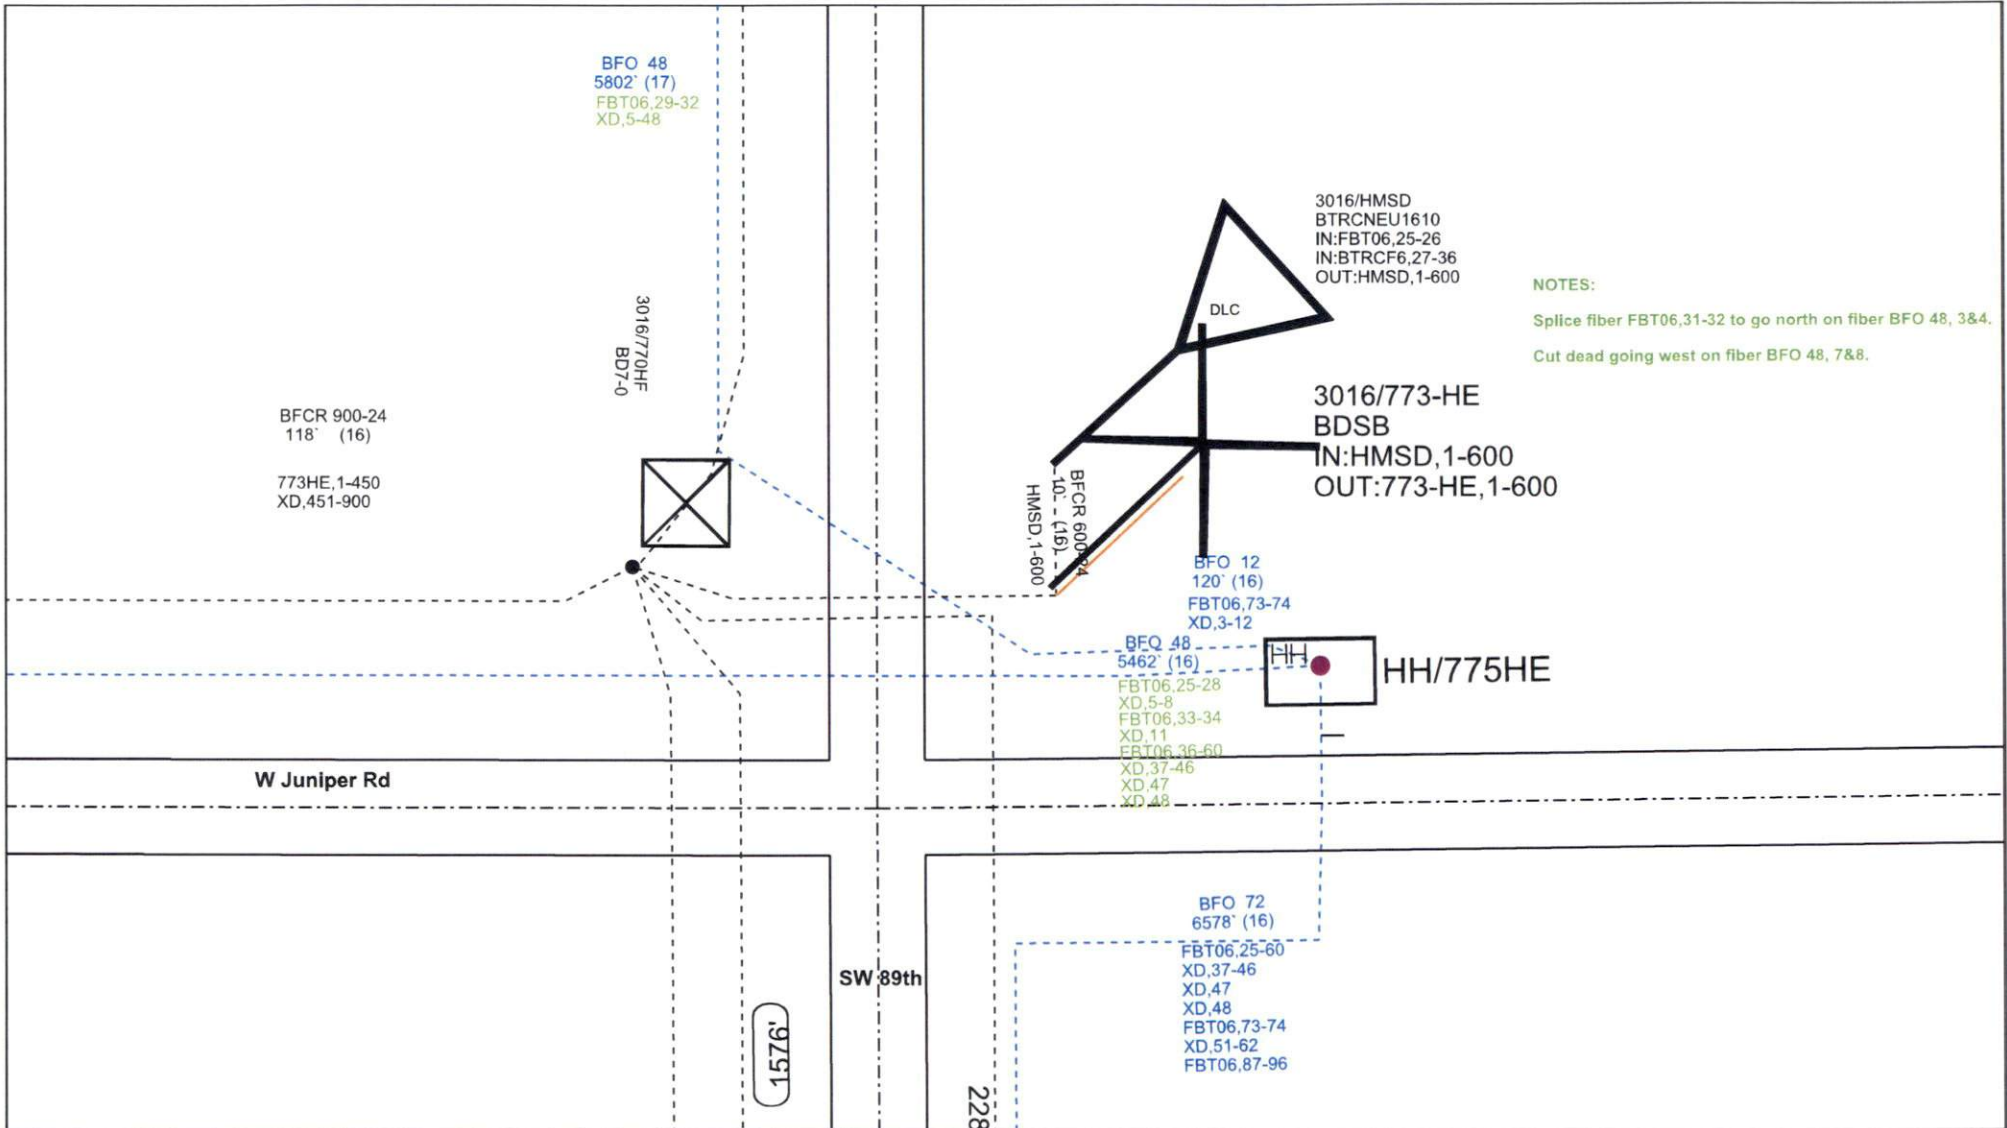 BFO 48
5802` (17)
FBT06,29-32
XD,5-48
3016/HMSD
BTRCNEU1610
IN:FBT06,25-26
IN:BTRCF6,27-36
OUT:HMSD,1-600
DLC
NOTES:
Splice fiber FBT06,31-32 to go north on fiber BFO 48, 3&4.
Cut dead going west on fiber BFO 48, 7&8.
3016/770HF
BD7-0
3016/773-HE
BDSB
IN:HMSD,1-600
OUT:773-HE,1-600
BFCR 900-24
118` (16)
773HE,1-450
XD,451-900
BFCR 600-24
10` - (16)
HMSD,1-600
BFO 12
120` (16)
FBT06,73-74
XD,3-12
BFO 48
5462` (16)
FBT06,25-28
XD,5-8
FBT06,33-34
XD,11
FBT06,36-60
XD,37-46
XD,47
XD,48
HH
HH/775HE
W Juniper Rd
BFO 72
6578` (16)
FBT06,25-60
XD,37-46
XD,47
XD,48
FBT06,73-74
XD,51-62
FBT06,87-96
SW 89th
1576'
228